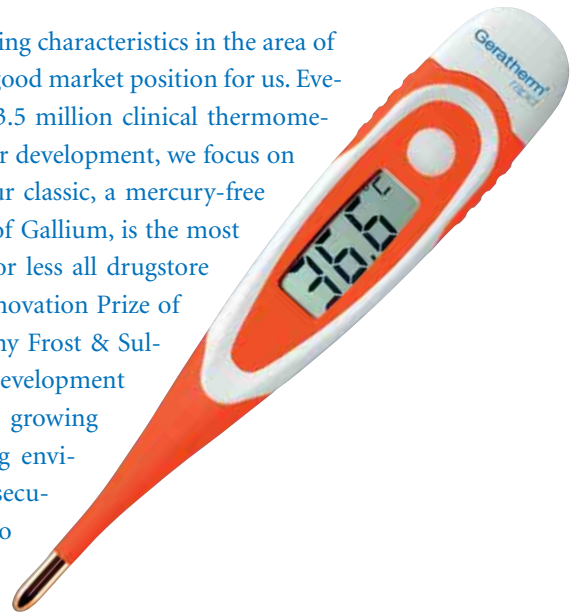 ing characteristics in the area of
good market position for us. Eve-
3.5 million clinical thermome-
r development, we focus on
ur classic, a mercury-free
of Gallium, is the most
or less all drugstore
novation Prize of
ny Frost & Sul-
evelopment
growing
g envi-
secu-
o
Geratherm®
rapid
°C
36.6